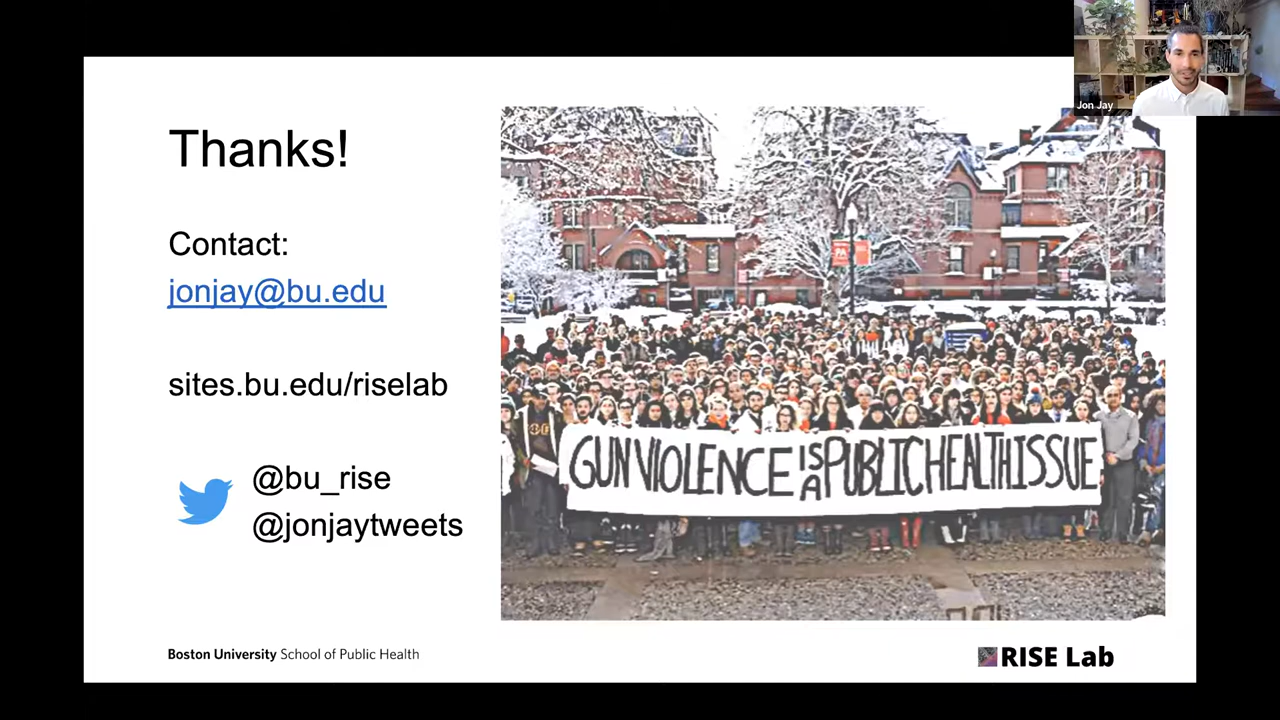 Jon Jay
Thanks!
Contact:
jonjay@bu.edu
sites.bu.edu/riselab
@bu_rise
@jonjaytweets
GUN VIOLENCE IS A PUBLIC HEALTH ISSUE
Boston University School of Public Health
RISE Lab